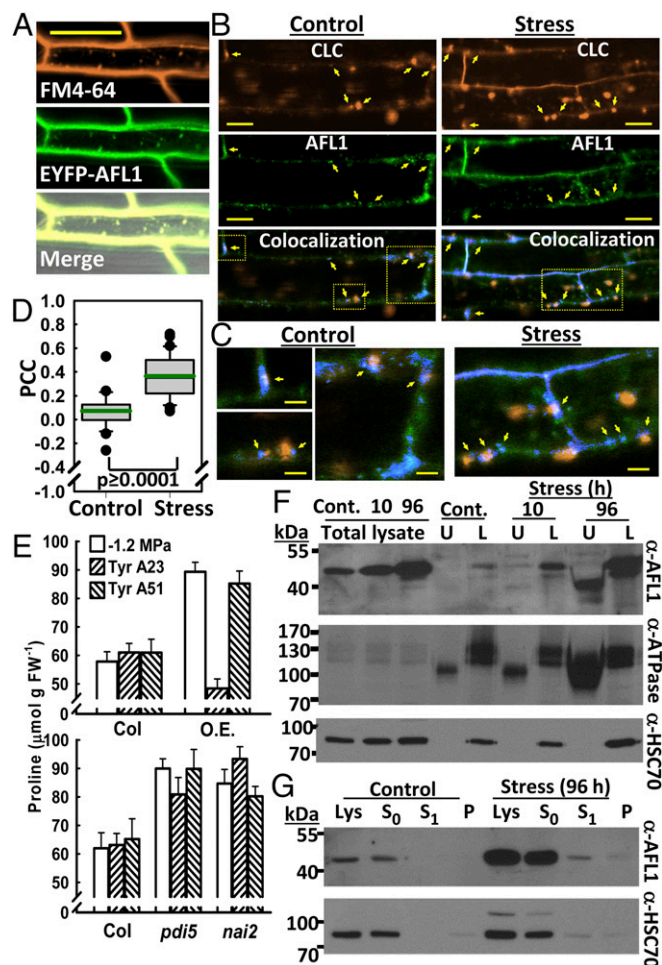 A
FM4-64
EYFP-AFL1
Merge
B
Control
Stress
CLC
CLC
AFL1
AFL1
Colocalization
Colocalization
C
Control
Stress
D
PCC
1.0
0.8
0.6
0.4
0.2
0.0
-0.2
-0.4
-1.0
p≥0.0001
Control
Stress
E
Proline (μmol g FW⁻¹)
-1.2 MPa
Tyr A23
Tyr A51
100
90
80
70
60
50
0
Col
O.E.
100
90
80
70
60
50
0
Col
pdi5
nai2
F
Stress (h)
Cont. 10 96
Cont.
10
96
kDa
Total lysate
U L U L U L
55
40
α-AFL1
170
130
100
70
α-ATPase
100
70
α-HSC70
G
Control
Stress (96 h)
kDa
Lys S₀ S₁ P Lys S₀ S₁ P
55
40
α-AFL1
100
70
α-HSC70